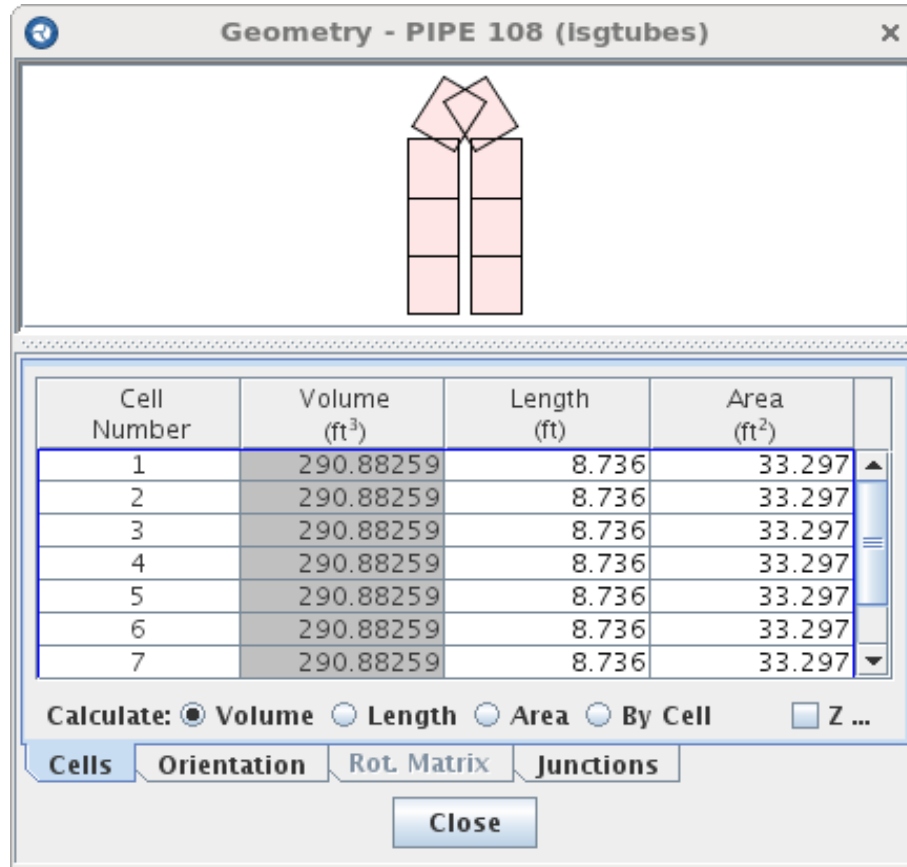 Geometry - PIPE 108 (isgtubes)
Cell Number Volume (ft³) Length (ft) Area (ft²)
1 290.88259 8.736 33.297
2 290.88259 8.736 33.297
3 290.88259 8.736 33.297
4 290.88259 8.736 33.297
5 290.88259 8.736 33.297
6 290.88259 8.736 33.297
7 290.88259 8.736 33.297
Calculate: Volume Length Area By Cell Z ...
Cells Orientation Rot. Matrix Junctions
Close